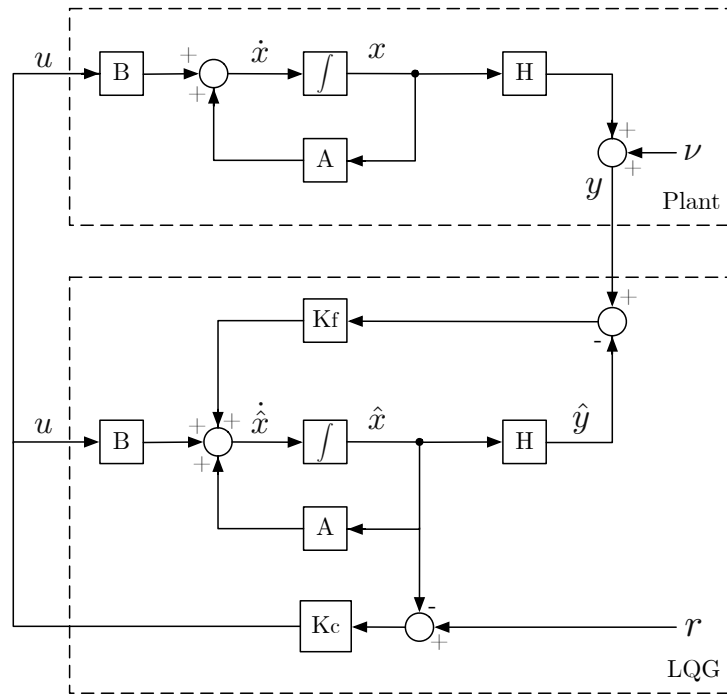 u
+
B
+
ẋ
∫
x
H
A
+
+
ν
y
Plant
+
Kf
-
u
B
+
+
+
x̂̇
∫
x̂
H
ŷ
A
-
Kc
+
r
LQG